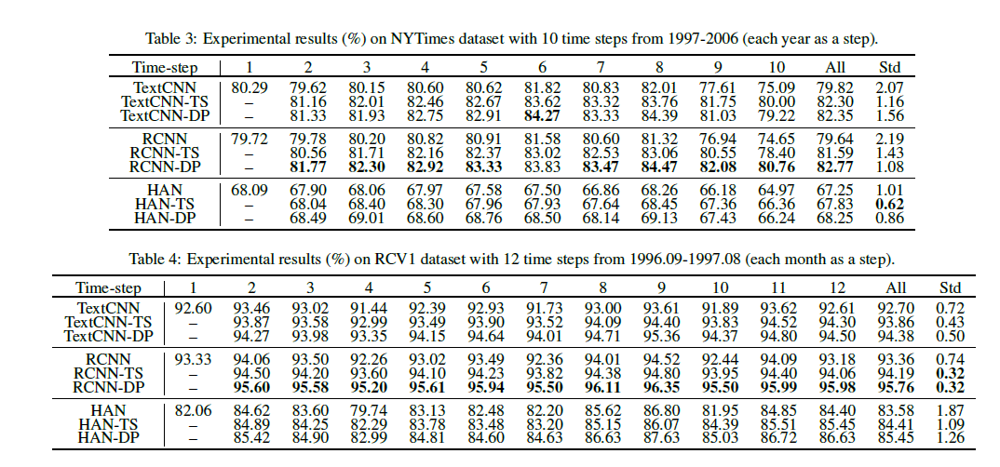 Table 3: Experimental results (%) on NYTimes dataset with 10 time steps from 1997-2006 (each year as a step).
Time-step 1 2 3 4 5 6 7 8 9 10 All Std
TextCNN 80.29 79.62 80.15 80.60 80.62 81.82 80.83 82.01 77.61 75.09 79.82 2.07
TextCNN-TS – 81.16 82.01 82.46 82.67 83.62 83.32 83.76 81.75 80.00 82.30 1.16
TextCNN-DP – 81.33 81.93 82.75 82.91 84.27 83.33 84.39 81.03 79.22 82.35 1.56
RCNN 79.72 79.78 80.20 80.82 80.91 81.58 80.60 81.32 76.94 74.65 79.64 2.19
RCNN-TS – 80.56 81.71 82.16 82.37 83.02 82.53 83.06 80.55 78.40 81.59 1.43
RCNN-DP – 81.77 82.30 82.92 83.33 83.83 83.47 84.47 82.08 80.76 82.77 1.08
HAN 68.09 67.90 68.06 67.97 67.58 67.50 66.86 68.26 66.18 64.97 67.25 1.01
HAN-TS – 68.04 68.40 68.30 67.96 67.93 67.64 68.45 67.36 66.36 67.83 0.62
HAN-DP – 68.49 69.01 68.60 68.76 68.50 68.14 69.13 67.43 66.24 68.25 0.86
Table 4: Experimental results (%) on RCV1 dataset with 12 time steps from 1996.09-1997.08 (each month as a step).
Time-step 1 2 3 4 5 6 7 8 9 10 11 12 All Std
TextCNN 92.60 93.46 93.02 91.44 92.39 92.93 91.73 93.00 93.61 91.89 93.62 92.61 92.70 0.72
TextCNN-TS – 93.87 93.58 92.99 93.49 93.90 93.52 94.09 94.40 93.83 94.52 94.30 93.86 0.43
TextCNN-DP – 94.27 93.98 93.35 94.15 94.64 94.01 94.71 95.36 94.37 94.80 94.50 94.38 0.50
RCNN 93.33 94.06 93.50 92.26 93.02 93.49 92.36 94.01 94.52 92.44 94.09 93.18 93.36 0.74
RCNN-TS – 94.50 94.20 93.60 94.10 94.23 93.82 94.38 94.80 93.95 94.40 94.06 94.19 0.32
RCNN-DP – 95.60 95.58 95.20 95.61 95.94 95.50 96.11 96.35 95.50 95.99 95.98 95.76 0.32
HAN 82.06 84.62 83.60 79.74 83.13 82.48 82.20 85.62 86.80 81.95 84.85 84.40 83.58 1.87
HAN-TS – 84.89 84.25 82.29 83.78 83.48 83.20 85.15 86.07 84.39 85.51 85.45 84.41 1.09
HAN-DP – 85.42 84.90 82.99 84.81 84.60 84.63 86.63 87.63 85.03 86.72 86.63 85.45 1.26